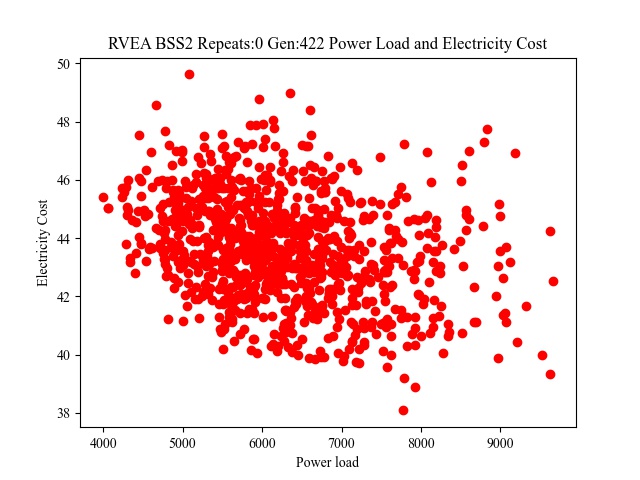 RVEA BSS2 Repeats:0 Gen:422 Power Load and Electricity Cost
50
48
46
44
42
40
38
Electricity Cost
4000 5000 6000 7000 8000 9000
Power load